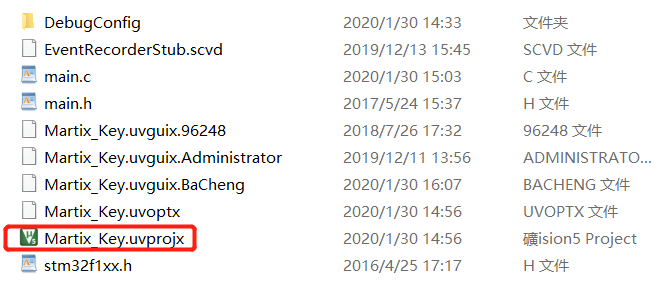 DebugConfig 2020/1/30 14:33 文件夹
EventRecorderStub.scvd 2019/12/13 15:45 SCVD 文件
main.c 2020/1/30 15:03 C 文件
main.h 2017/5/24 15:37 H 文件
Martix_Key.uvguix.96248 2018/7/26 17:32 96248 文件
Martix_Key.uvguix.Administrator 2019/12/11 13:56 ADMINISTRATO...
Martix_Key.uvguix.BaCheng 2020/1/30 16:07 BACHENG 文件
Martix_Key.uvoptx 2020/1/30 14:56 UVOPTX 文件
Martix_Key.uvprojx 2020/1/30 14:56 礦ision5 Project
stm32f1xx.h 2016/4/25 17:17 H 文件